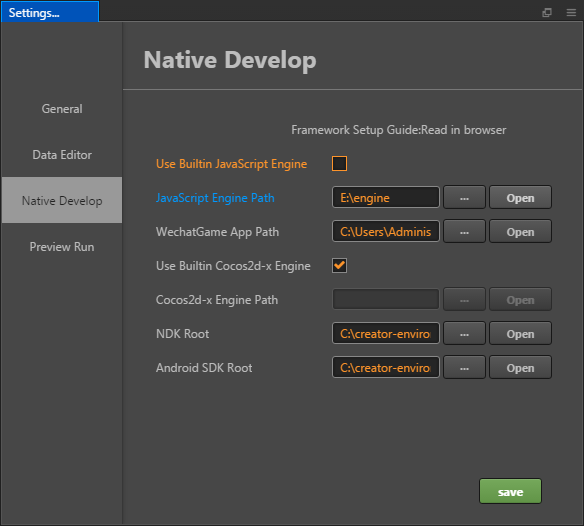 Settings...
Native Develop
General
Data Editor
Native Develop
Preview Run
Framework Setup Guide:Read in browser
Use Builtin JavaScript Engine
JavaScript Engine Path E:\engine ... Open
WechatGame App Path C:\Users\Adminis ... Open
Use Builtin Cocos2d-x Engine
Cocos2d-x Engine Path ... Open
NDK Root C:\creator-enviro ... Open
Android SDK Root C:\creator-enviro ... Open
save